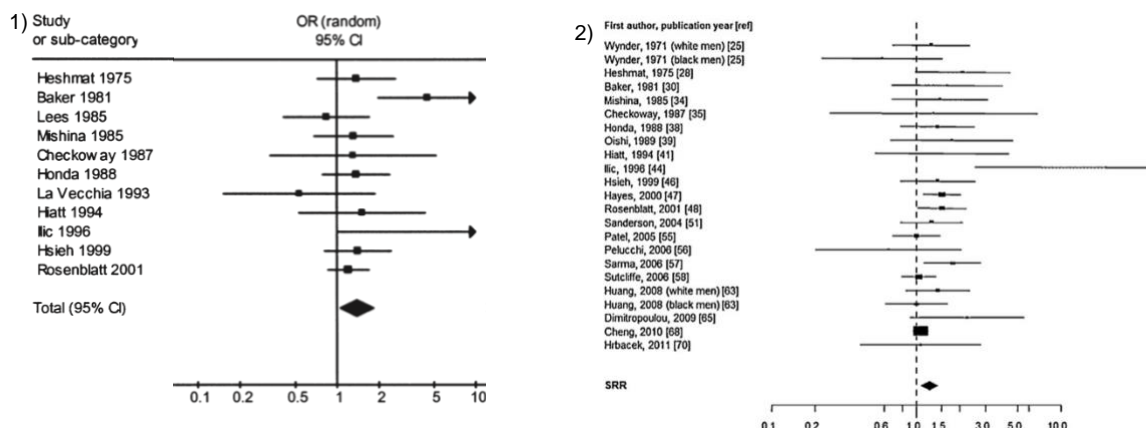 1) Study
or sub-category
OR (random)
95% CI
Heshmat 1975
Baker 1981
Lees 1985
Mishina 1985
Checkoway 1987
Honda 1988
La Vecchia 1993
Hiatt 1994
Ilic 1996
Hsieh 1999
Rosenblatt 2001
Total (95% CI)
0.1 0.2 0.5 1 2 5 10
2) First author, publication year [ref]
Wynder, 1971 (white men) [25]
Wynder, 1971 (black men) [25]
Heshmat, 1975 [28]
Baker, 1981 [30]
Mishina, 1985 [34]
Checkoway, 1987 [35]
Honda, 1988 [38]
Oishi, 1989 [39]
Hiatt, 1994 [41]
Ilic, 1996 [44]
Hsieh, 1999 [46]
Hayes, 2000 [47]
Rosenblatt, 2001 [48]
Sanderson, 2004 [51]
Patel, 2005 [55]
Pelucchi, 2006 [56]
Sarma, 2006 [57]
Sutcliffe, 2006 [58]
Huang, 2008 (white men) [63]
Huang, 2008 (black men) [63]
Dimitropoulou, 2009 [65]
Cheng, 2010 [68]
Hrbacek, 2011 [70]
SRR
0.1 0.2 0.6 1.0 1.5 3.0 6.0 10.0